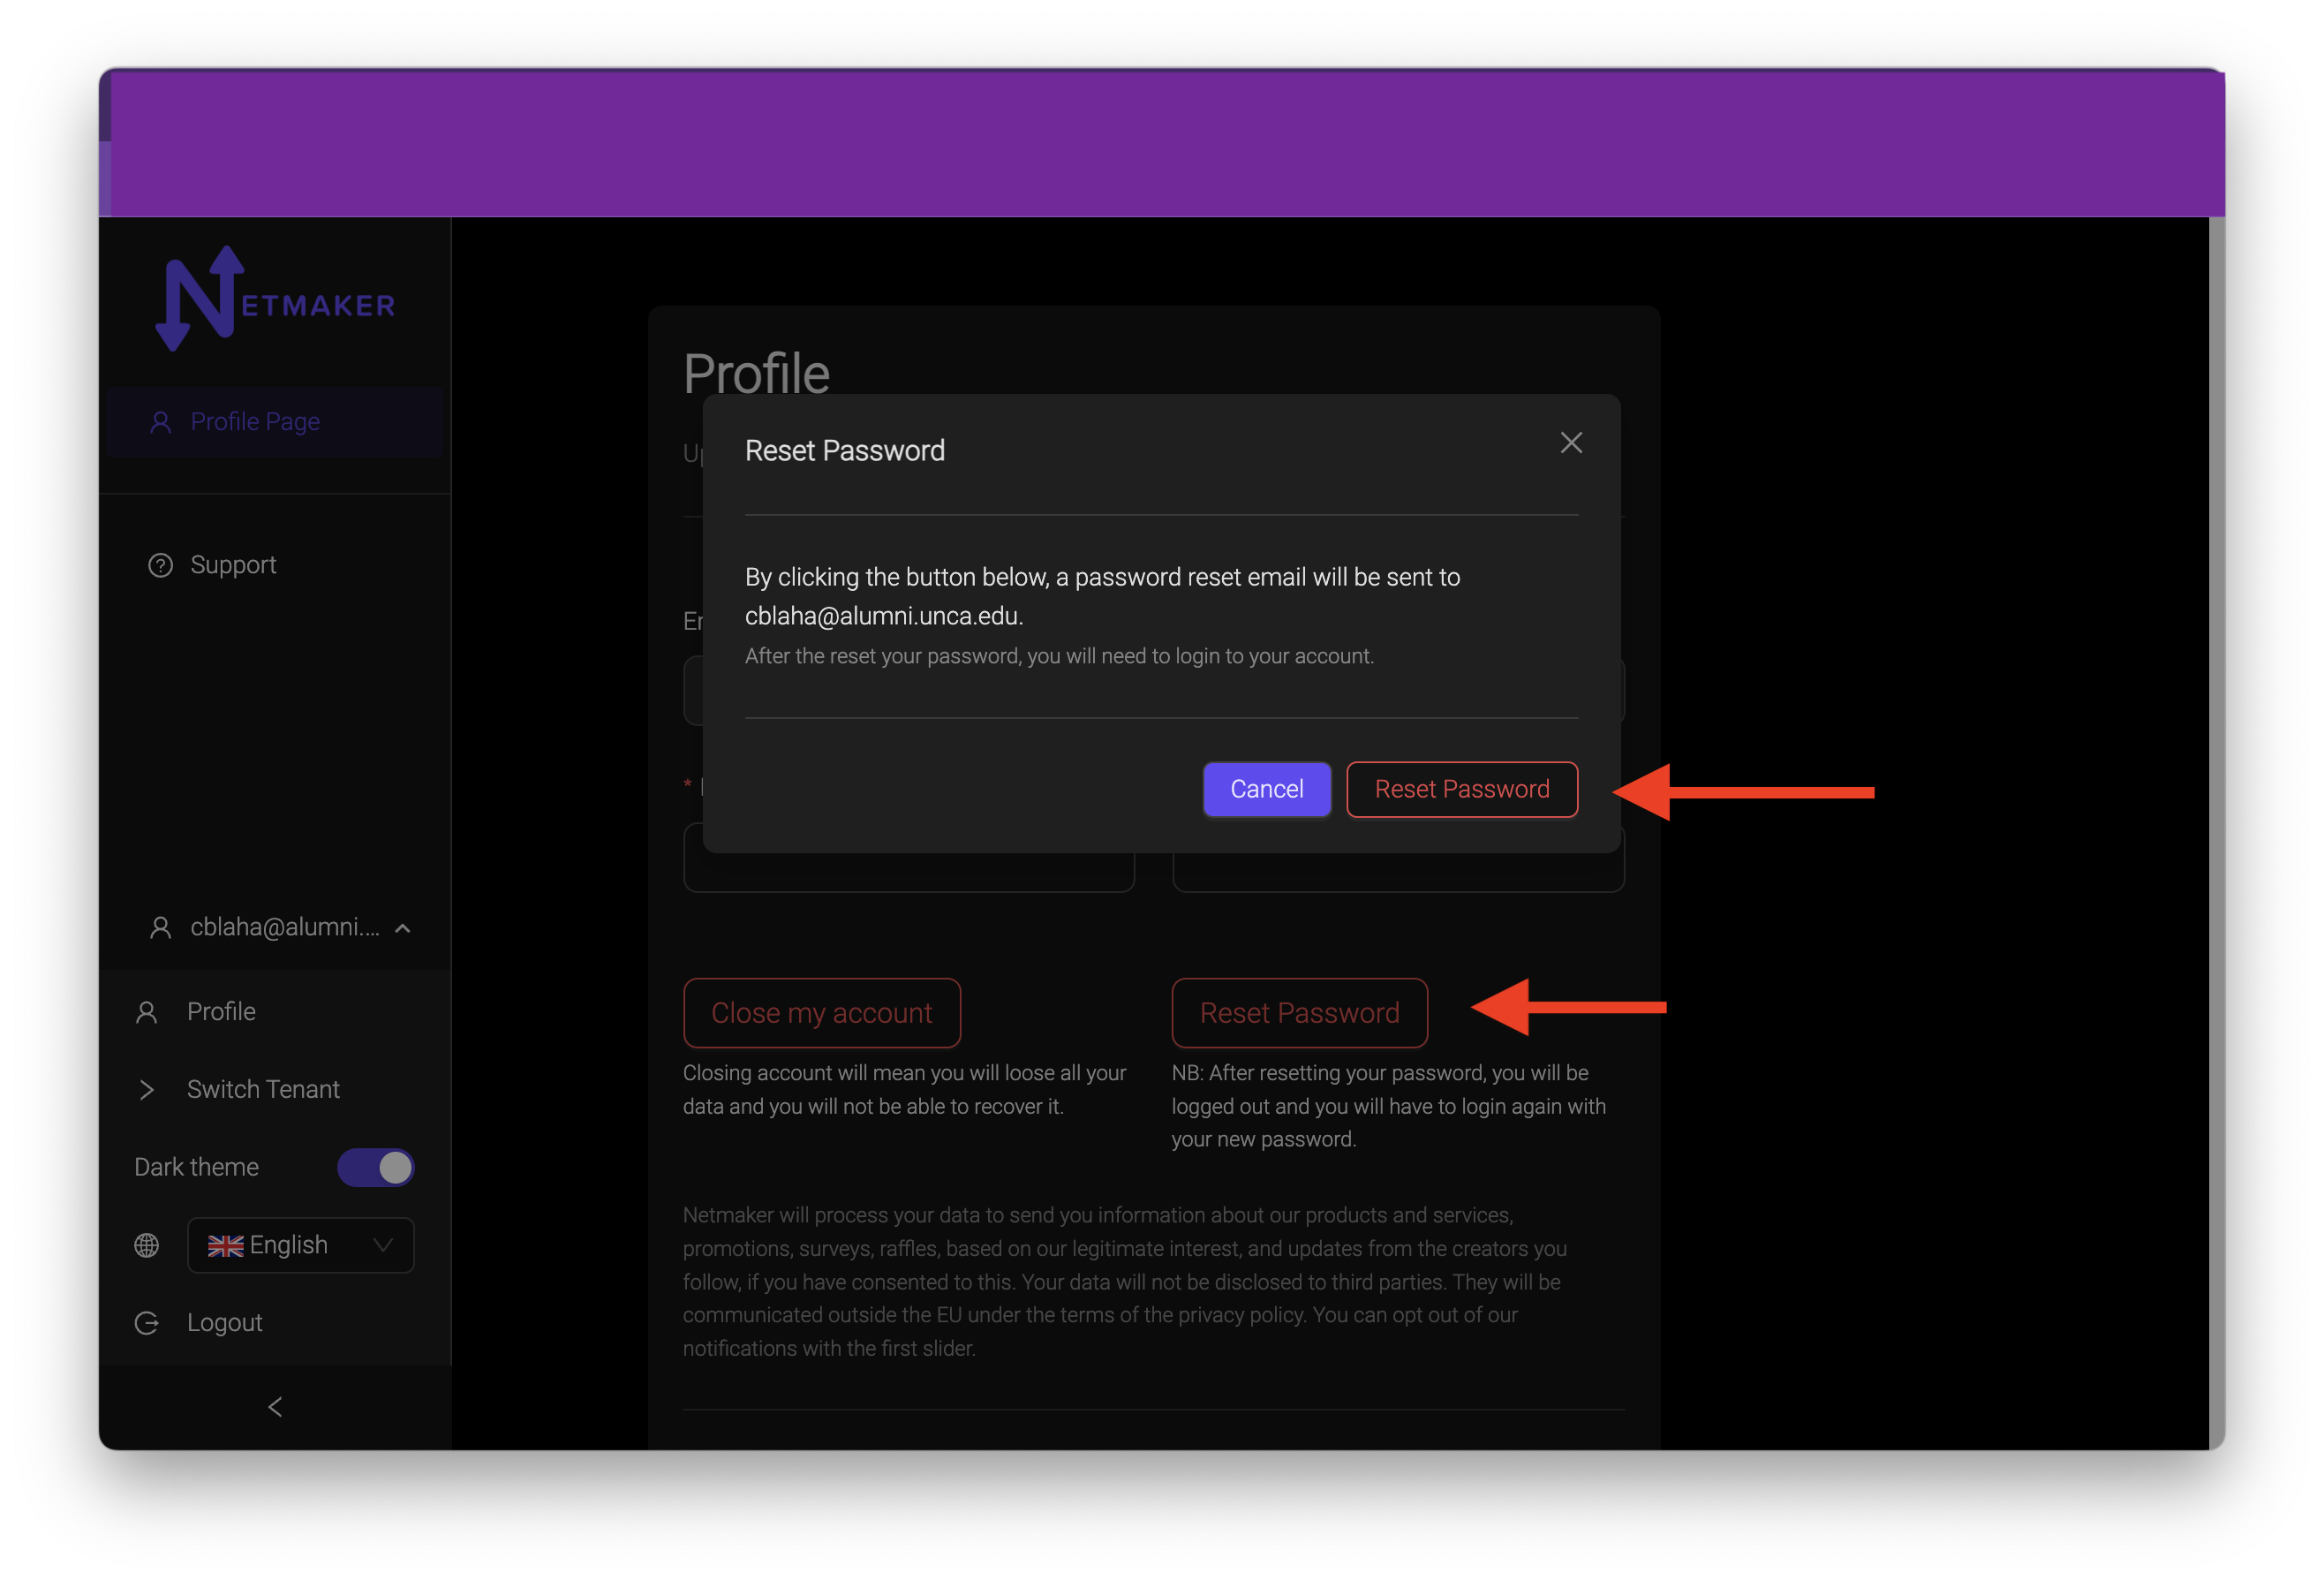 NETMAKER
Profile Page
Support
cblaha@alumni....
Profile
Switch Tenant
Dark theme
English
Logout
Profile
Reset Password
By clicking the button below, a password reset email will be sent to
cblaha@alumni.unca.edu.
After the reset your password, you will need to login to your account.
Cancel
Reset Password
*
Close my account
Closing account will mean you will loose all your
data and you will not be able to recover it.
Reset Password
NB: After resetting your password, you will be
logged out and you will have to login again with
your new password.
Netmaker will process your data to send you information about our products and services,
promotions, surveys, raffles, based on our legitimate interest, and updates from the creators you
follow, if you have consented to this. Your data will not be disclosed to third parties. They will be
communicated outside the EU under the terms of the privacy policy. You can opt out of our
notifications with the first slider.